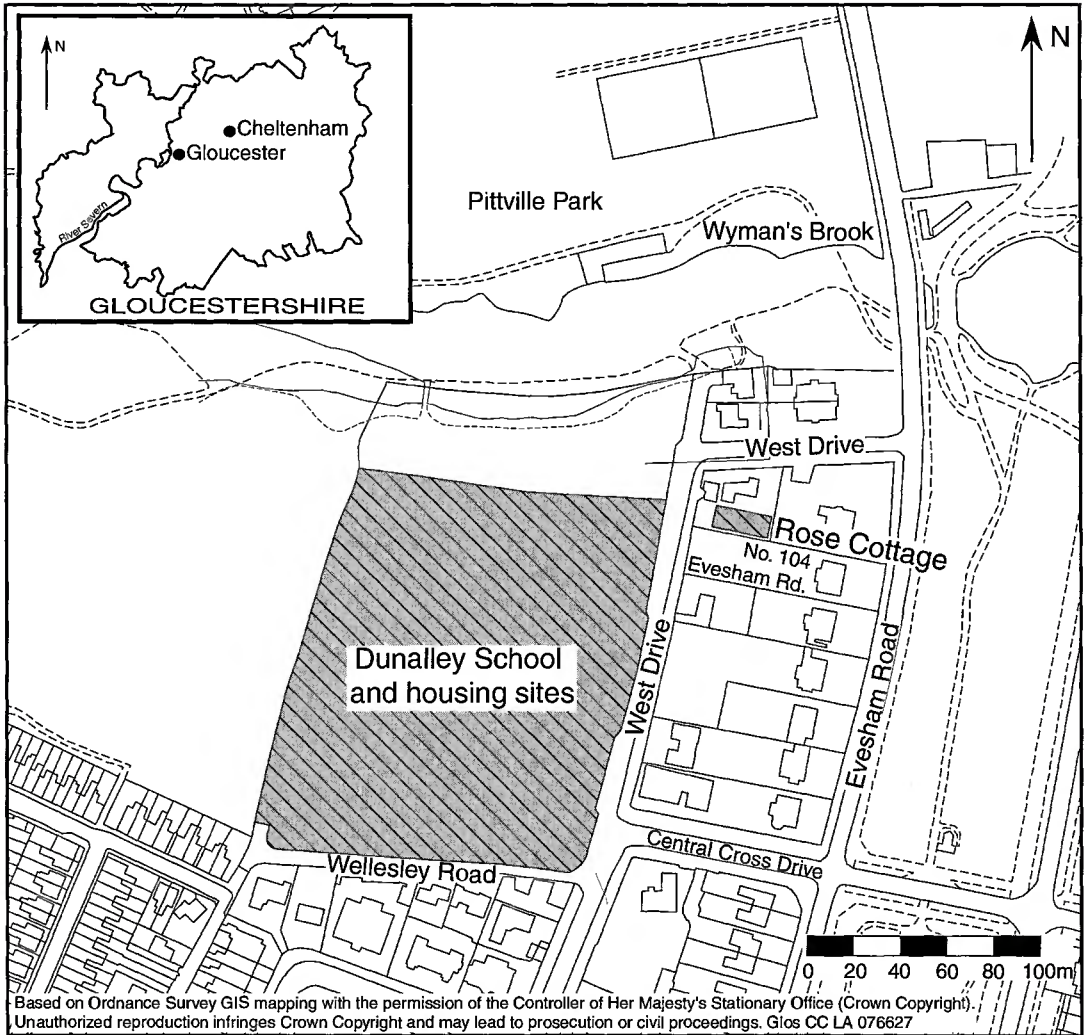 N
Cheltenham
Gloucester
River Severn
GLOUCESTERSHIRE
N
Pittville Park
Wyman's Brook
West Drive
Rose Cottage
No. 104
Evesham Rd.
Dunalley School
and housing sites
West Drive
Evesham Road
Central Cross Drive
Wellesley Road
0 20 40 60 80 100m
Based on Ordnance Survey GIS mapping with the permission of the Controller of Her Majesty's Stationary Office (Crown Copyright).
Unauthorized reproduction infringes Crown Copyright and may lead to prosecution or civil proceedings. Glos CC LA 076627